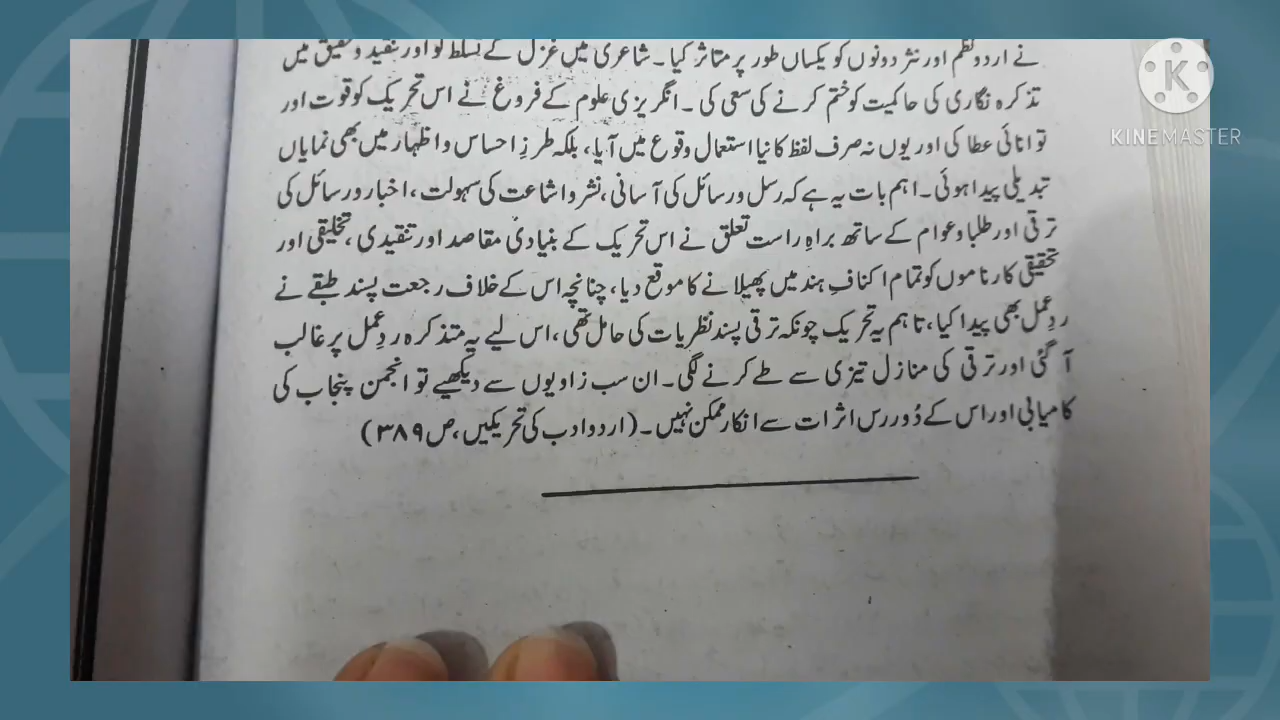 نے اردو نظم اور نثر دونوں کو یکساں طور پر متاثر کیا۔ شاعری میں غزل کے تسلط کو اور تنقید و تحقیق میں
تذکرہ نگاری کی حاکمیت کو ختم کرنے کی سعی کی۔ انگریزی علوم کے فروغ نے اس تحریک کو قوت اور
توانائی عطا کی اور یوں نہ صرف لفظ کا نیا استعمال وقوع میں آیا، بلکہ طرزِ احساس و اظہار میں بھی نمایاں
تبدیلی پیدا ہوئی۔ اہم بات یہ ہے کہ رسل و رسائل کی آسانی، نشر و اشاعت کی سہولت، اخبار و رسائل کی
ترقی اور طلبا و عوام کے ساتھ براہِ راست تعلق نے اس تحریک کے بنیادی مقاصد اور تنقیدی، تخلیقی اور
تحقیقی کارناموں کو تمام اکنافِ ہند میں پھیلانے کا موقع دیا، چنانچہ اس کے خلاف رجعت پسند طبقے نے
ردِعمل بھی پیدا کیا، تاہم یہ تحریک چونکہ ترقی پسند نظریات کی حامل تھی، اس لیے یہ متذکرہ ردِعمل پر غالب
آ گئی اور ترقی کی منازل تیزی سے طے کرنے لگی۔ ان سب زاویوں سے دیکھیے تو انجمن پنجاب کی
کامیابی اور اس کے دُور رس اثرات سے انکار ممکن نہیں۔ (اردو ادب کی تحریکیں، ص ۳۸۹)
K
KINEMASTER